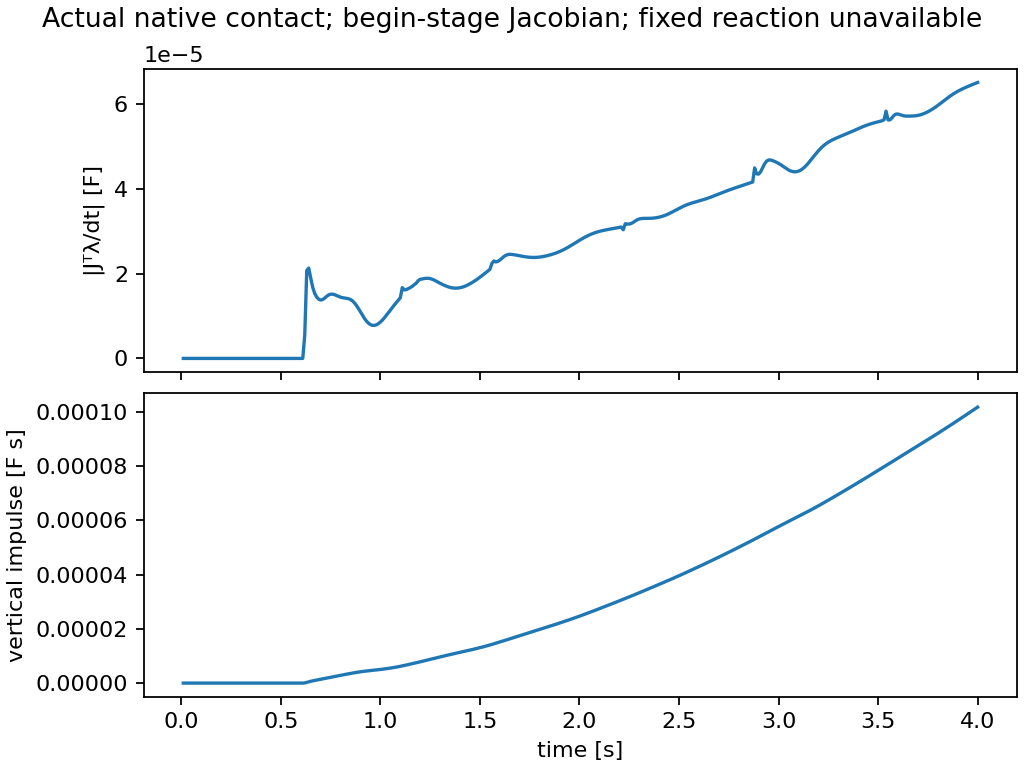 Actual native contact; begin-stage Jacobian; fixed reaction unavailable
1e−5
|Jᵀλ/dt| [F]
6
4
2
0
vertical impulse [F s]
0.00010
0.00008
0.00006
0.00004
0.00002
0.00000
0.0 0.5 1.0 1.5 2.0 2.5 3.0 3.5 4.0
time [s]